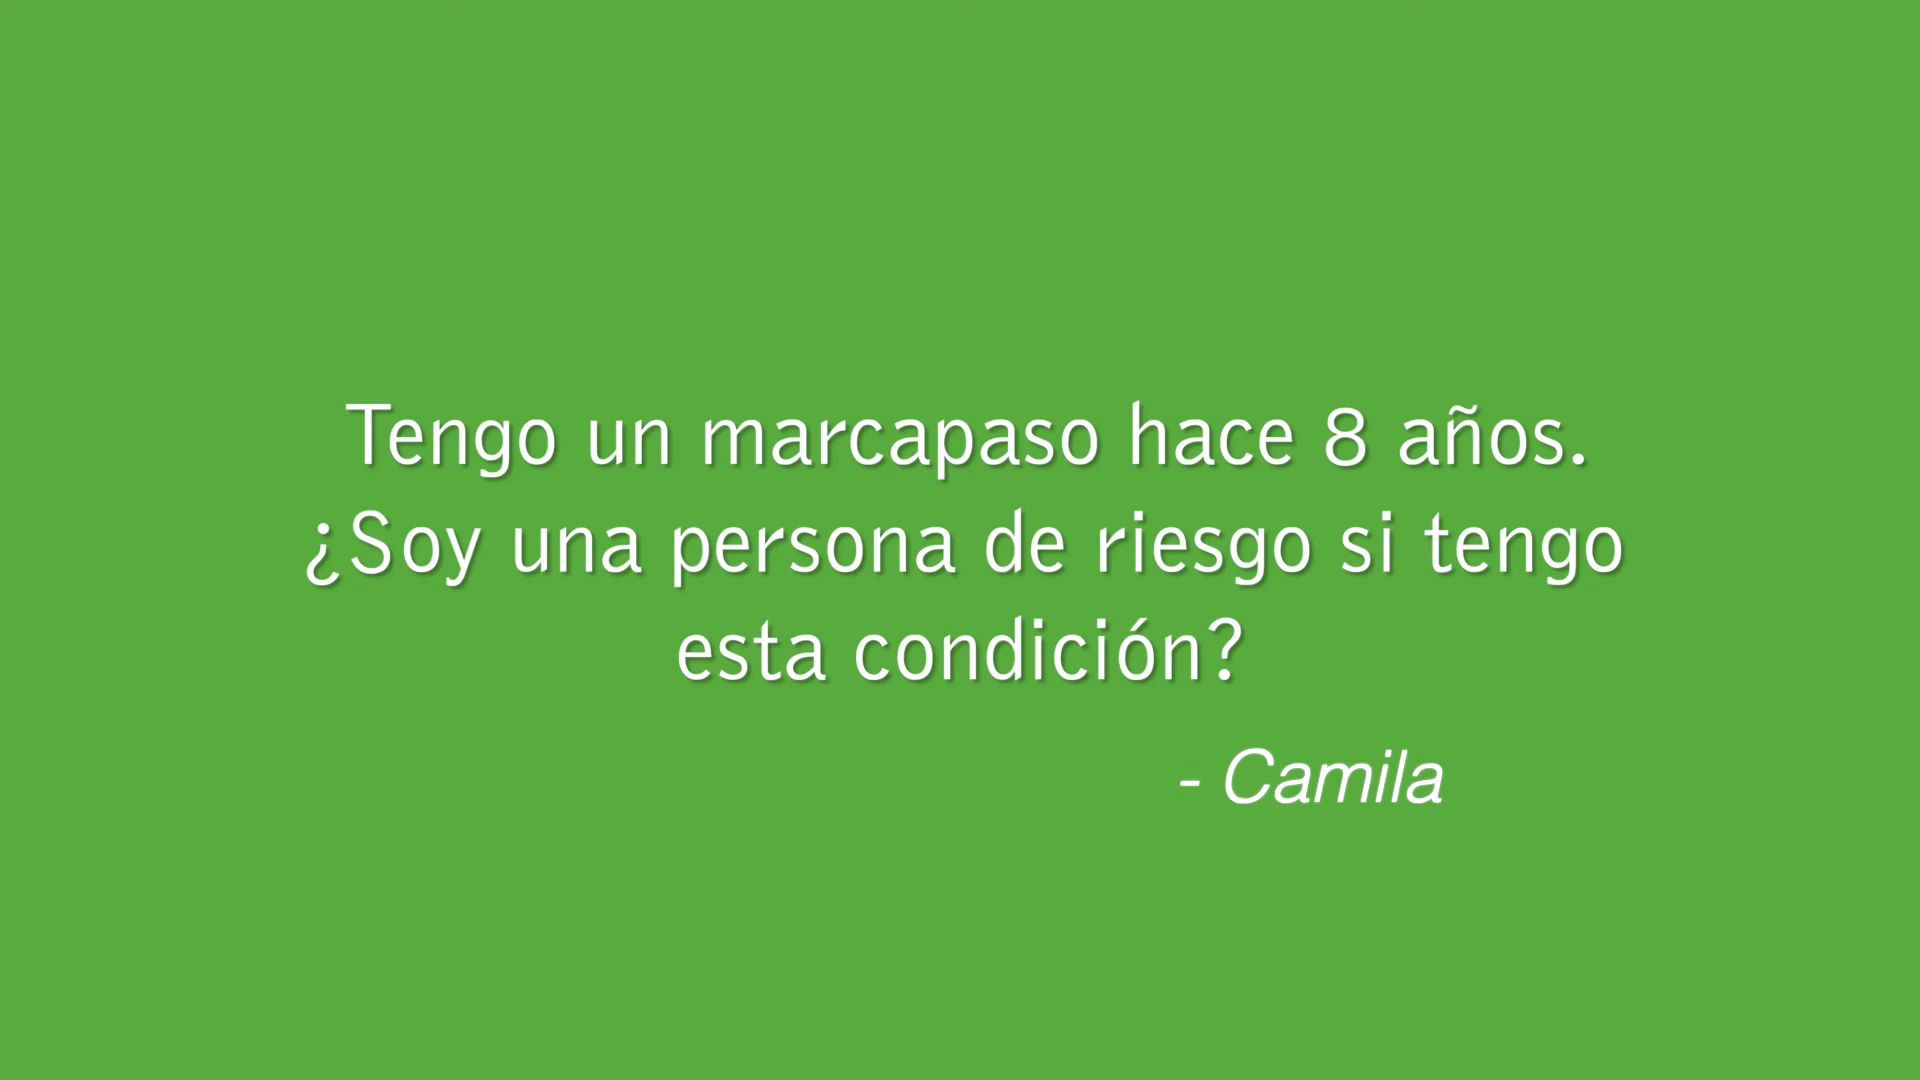 Tengo un marcapaso hace 8 años.
¿Soy una persona de riesgo si tengo
esta condición?
- Camila